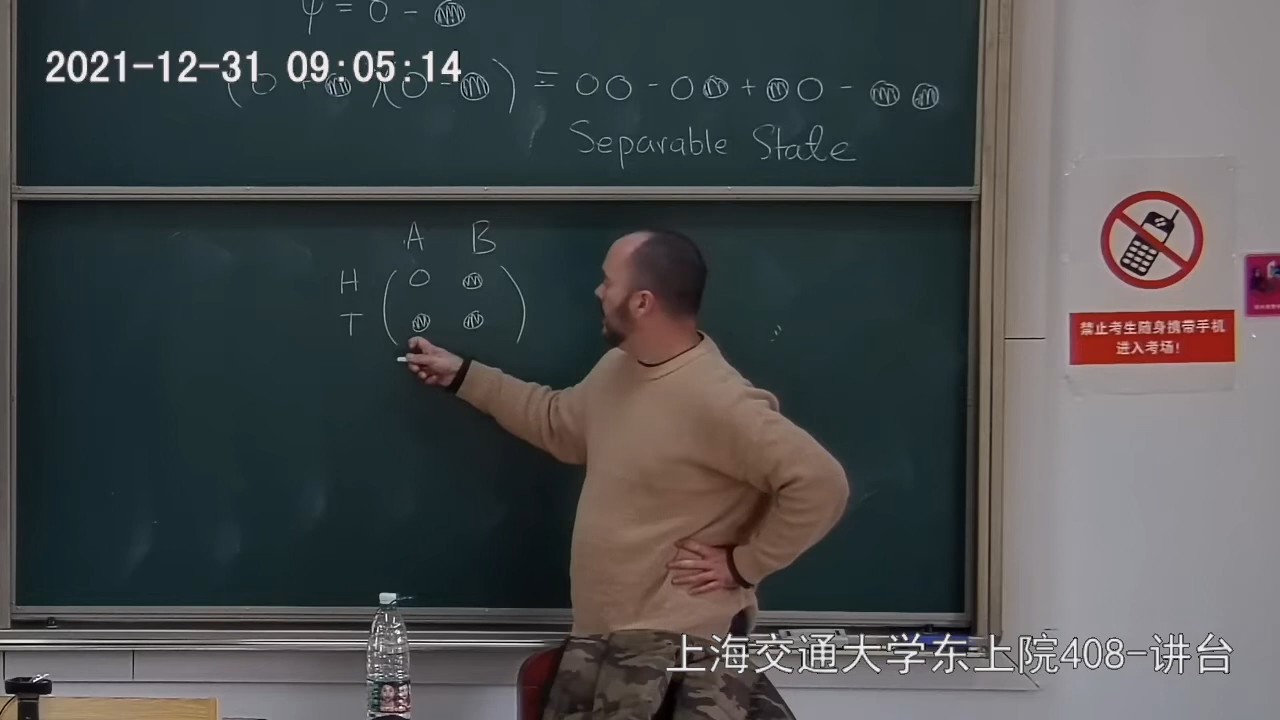 ψ = O -
2021-12-31 09:05:14
)(O - ) = OO - O + O -
Separable State
A B
H ( O )
T
禁止考生随身携带手机
进入考场!
上海交通大学东上院408-讲台